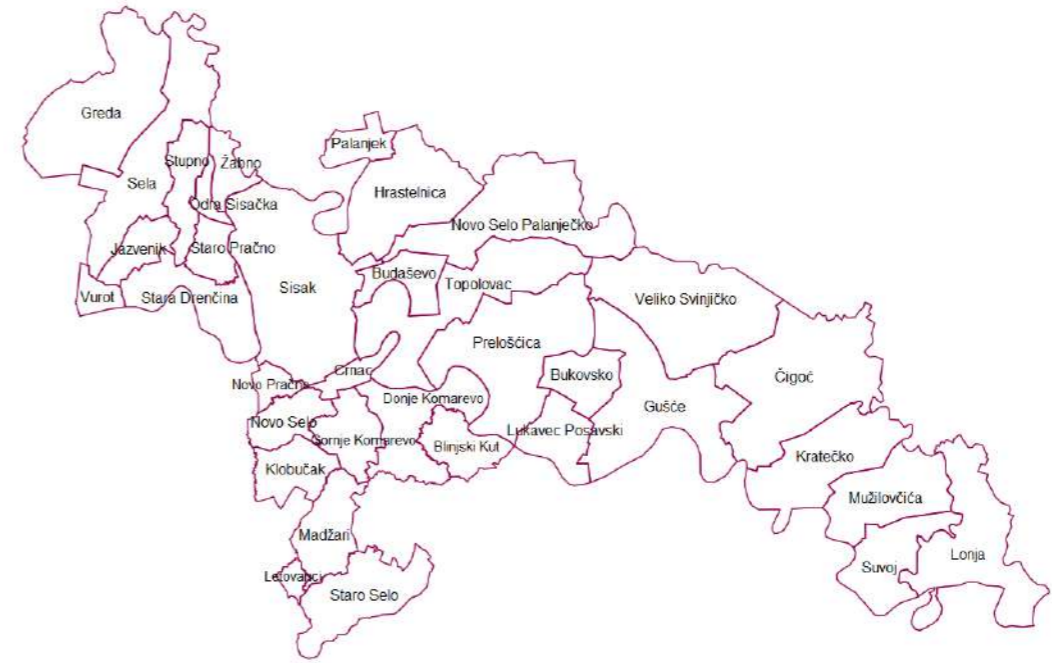 Greda
Palanjek
Stupno
Žabno
Sela
Hrastelnica
Odra Sisačka
Novo Selo Palanječko
Jazvenik
Staro Pračno
Budaševo
Topolovac
Sisak
Vurot
Stara Drenčina
Veliko Svinjičko
Prelošćica
Crnac
Bukovsko
Čigoć
Novo Pračno
Donje Komarevo
Gušće
Novo Selo
Lukavec Posavski
Gornje Komarevo
Blinjski Kut
Kratečko
Klobučak
Mužilovčića
Madžari
Lonja
Suvoj
Letovanci
Staro Selo